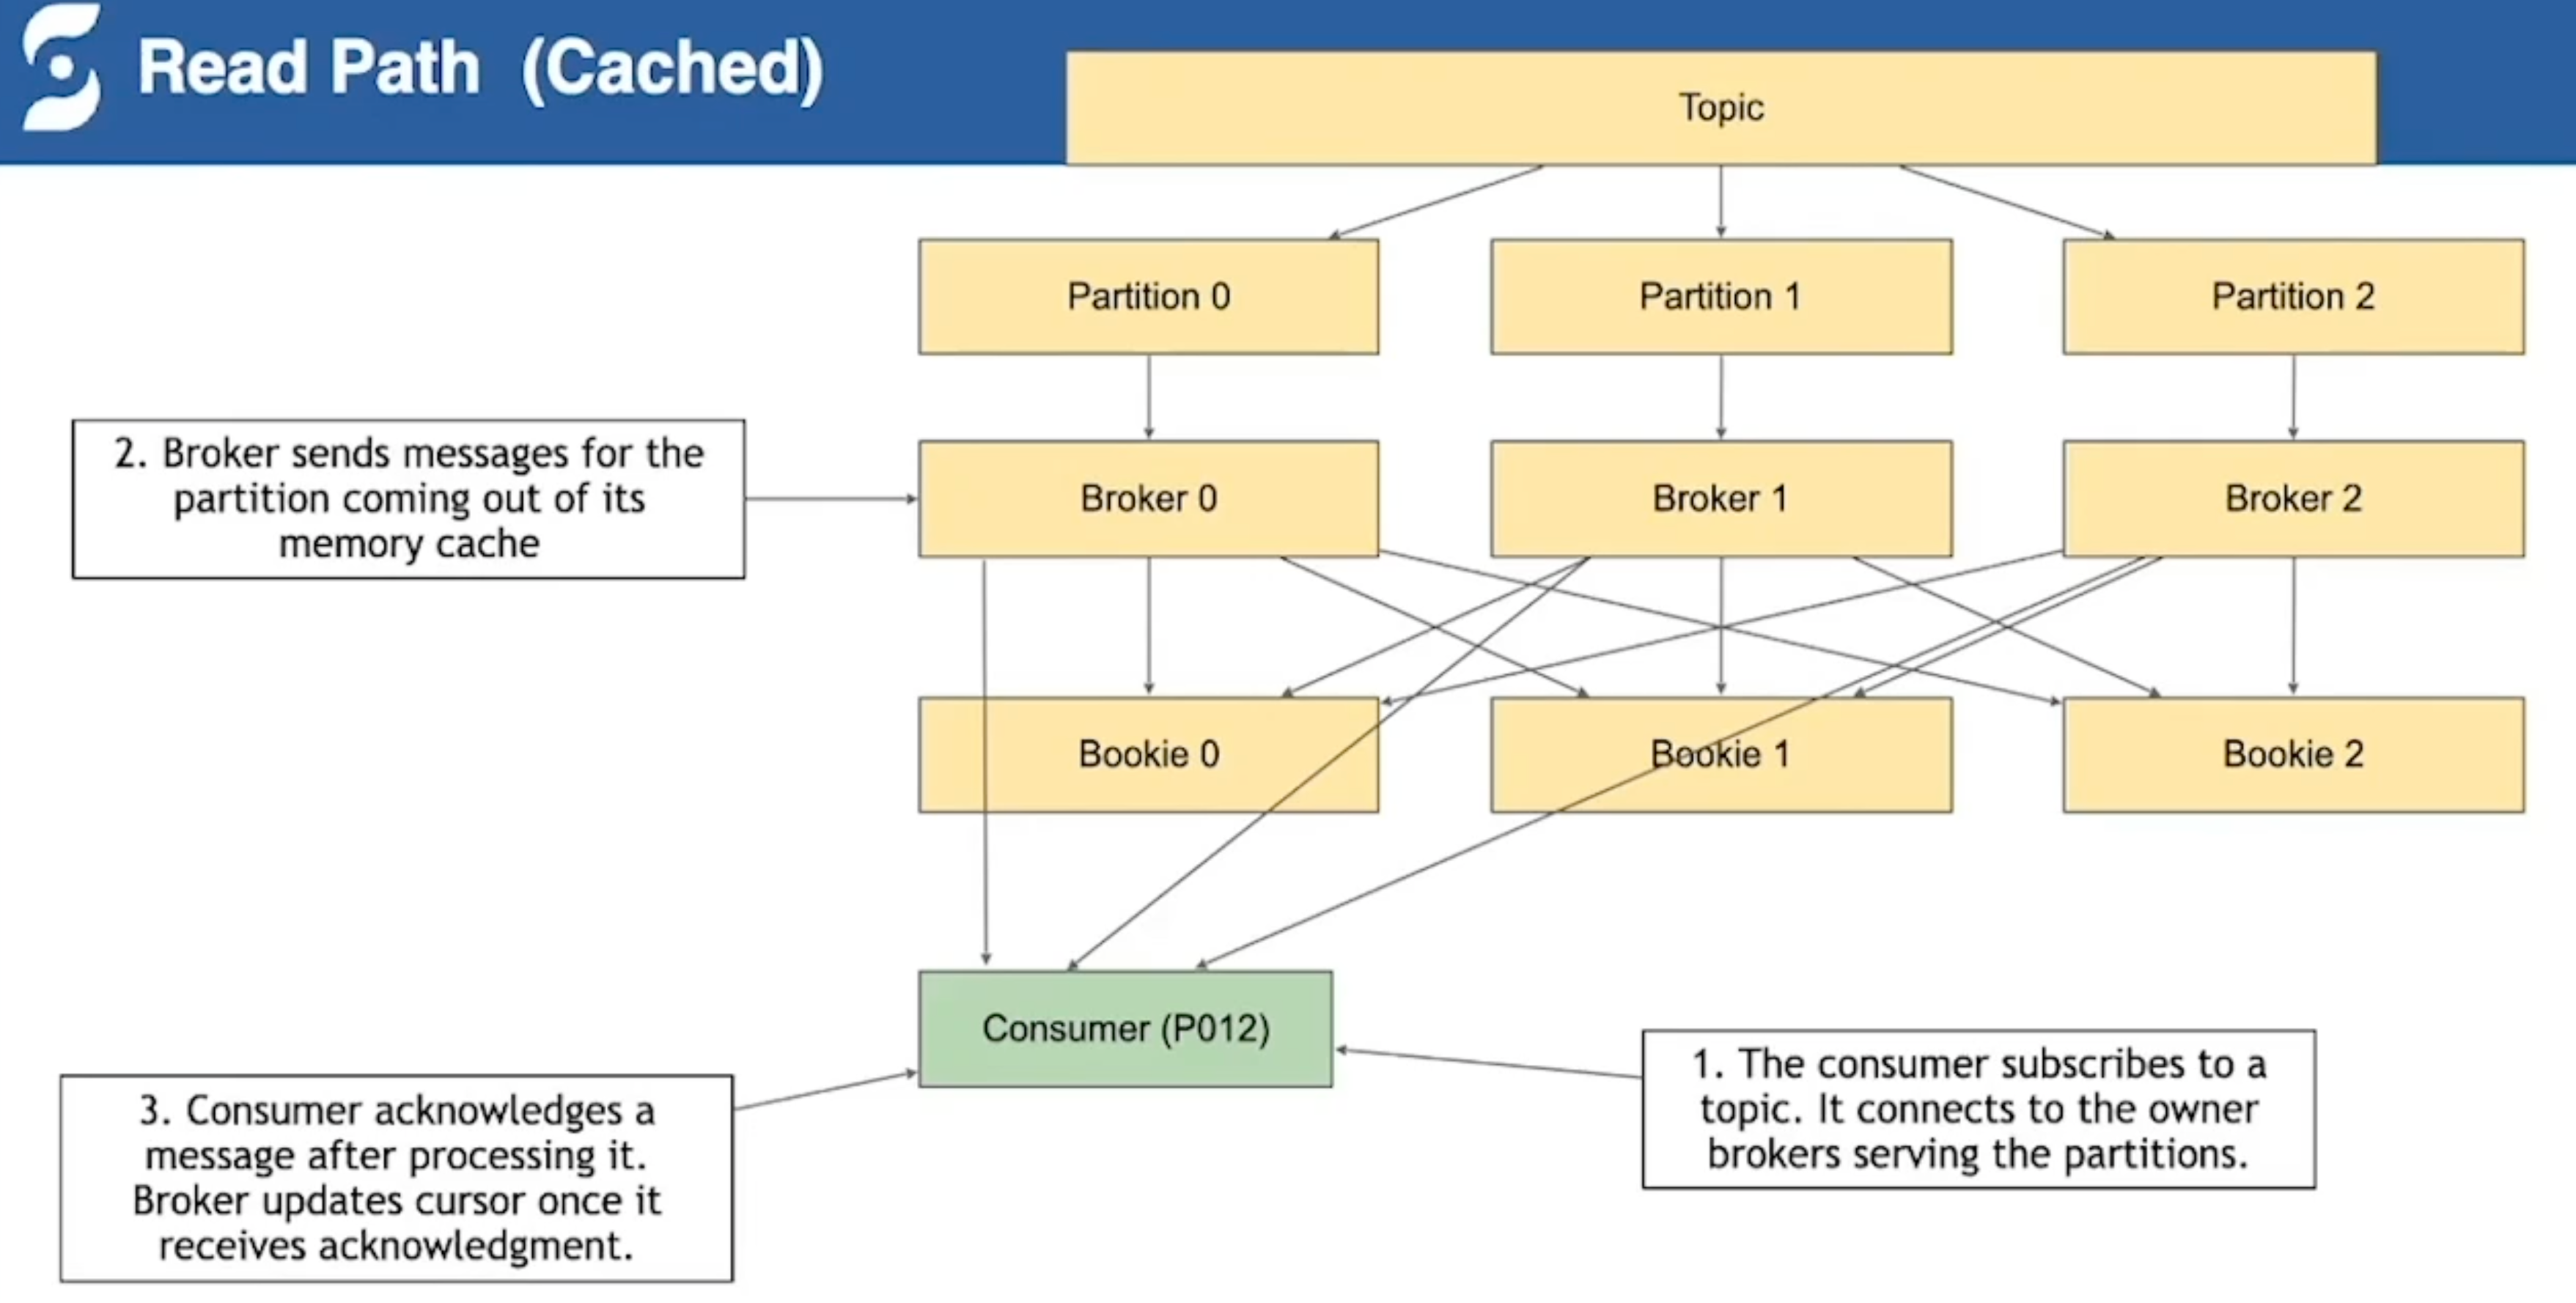 Read Path (Cached)
Topic
Partition 0
Partition 1
Partition 2
2. Broker sends messages for the
partition coming out of its
memory cache
Broker 0
Broker 1
Broker 2
Bookie 0
Bookie 1
Bookie 2
Consumer (P012)
1. The consumer subscribes to a
topic. It connects to the owner
brokers serving the partitions.
3. Consumer acknowledges a
message after processing it.
Broker updates cursor once it
receives acknowledgment.